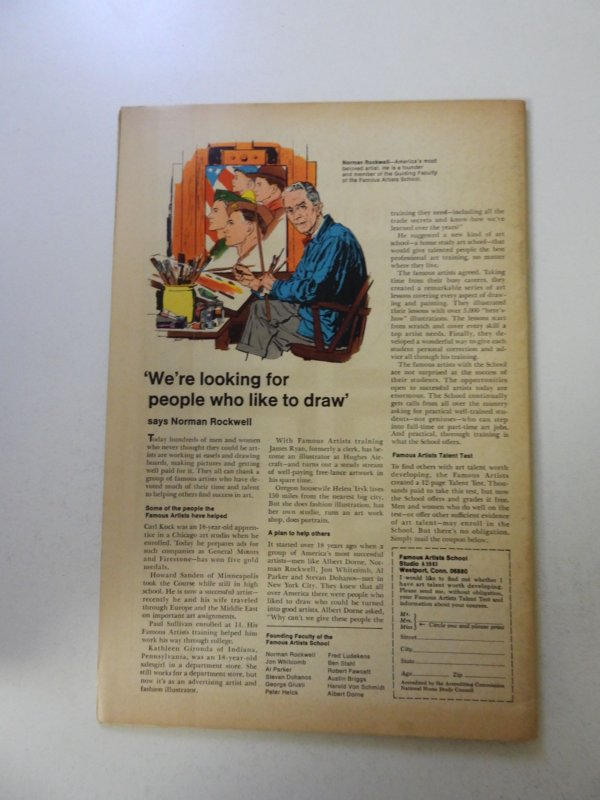 Norman Rockwell—America's most
beloved artist. He is a founder
and member of the Guiding Faculty
of the Famous Artists School.
'We're looking for
people who like to draw'
says Norman Rockwell
Today hundreds of men and women
who never thought they could be art-
ists are working at easels and drawing
boards, making pictures and getting
well paid for it. They all can thank a
group of famous artists who have de-
voted much of their time and talent
to helping others find success in art.
Some of the people the
Famous Artists have helped
Carl Kock was an 18-year-old appren-
tice in a Chicago art studio when he
enrolled. Today he prepares ads for
such companies as General Motors
and Firestone—has won five gold
medals.
Howard Sanden of Minneapolis
took the Course while still in high
school. He is now a successful artist—
recently he and his wife traveled
through Europe and the Middle East
on important art assignments.
Paul Sullivan enrolled at 11. His
Famous Artists training helped him
work his way through college.
Kathleen Gironda of Indiana,
Pennsylvania, was an 18-year-old
salesgirl in a department store. She
still works for a department store, but
now it's as an advertising artist and
fashion illustrator.
With Famous Artists training
James Ryan, formerly a clerk, has be-
come an illustrator at Hughes Air-
craft—and turns out a steady stream
of well-paying free-lance artwork in
his spare time.
Oregon housewife Helen lives
150 miles from the nearest big city.
But she does fashion illustration, has
her own studio, runs an art work
shop, does portraits.
A plan to help others
It started over 18 years ago when a
group of America's most successful
artists—men like Albert Dorne, Nor-
man Rockwell, Jon Whitcomb, Al
Parker and Stevan Dohanos—met in
New York City. They knew that all
over America there were people who
liked to draw who could be turned
into good artists. Albert Dorne asked,
"Why can't we give these people the
Founding Faculty of the
Famous Artists School
Norman Rockwell
Jon Whitcomb
Al Parker
Stevan Dohanos
George Giusti
Peter Helck
Fred Ludekens
Ben Stahl
Robert Fawcett
Austin Briggs
Harold Von Schmidt
Albert Dorne
training they need—including all the
trade secrets and know-how we've
learned over the years?"
He suggested a new kind of art
school—a home study art school—that
would give talented people the best
professional art training, no matter
where they live.
The famous artists agreed. Taking
time from their busy careers, they
created a remarkable series of art
lessons covering every aspect of draw-
ing and painting. They illustrated
their lessons with over 5,000 "here's-
how" illustrations. The lessons start
from scratch and cover every skill a
top artist needs. Finally, they de-
veloped a wonderful way to give each
student personal correction and ad-
vice all through his training.
The famous artists with the School
are not surprised at the success of
their students. The opportunities
open to successful artists today are
enormous. The School continually
gets calls from all over the country
asking for practical well-trained stu-
dents—not geniuses—who can step
into full-time or part-time art jobs.
And practical, thorough training is
what the School offers.
Famous Artists Talent Test
To find others with art talent worth
developing, the Famous Artists
created a 12-page Talent Test. Thou-
sands paid to take this test, but now
the School offers and grades it free.
Men and women who do well on the
test—or offer other sufficient evidence
of art talent—may enroll in the
School. But there's no obligation.
Simply mail the coupon below.
Famous Artists School
Studio
Westport, Conn. 06880
I would like to find out whether I
have art talent worth developing.
Please send me, without obligation,
your Famous Artists Talent Test and
information about your courses.
Mr.
Mrs.
Miss
← Circle one and please print
Street
City
State
Age Zip
Accredited by the Accrediting Commission
National Home Study Council